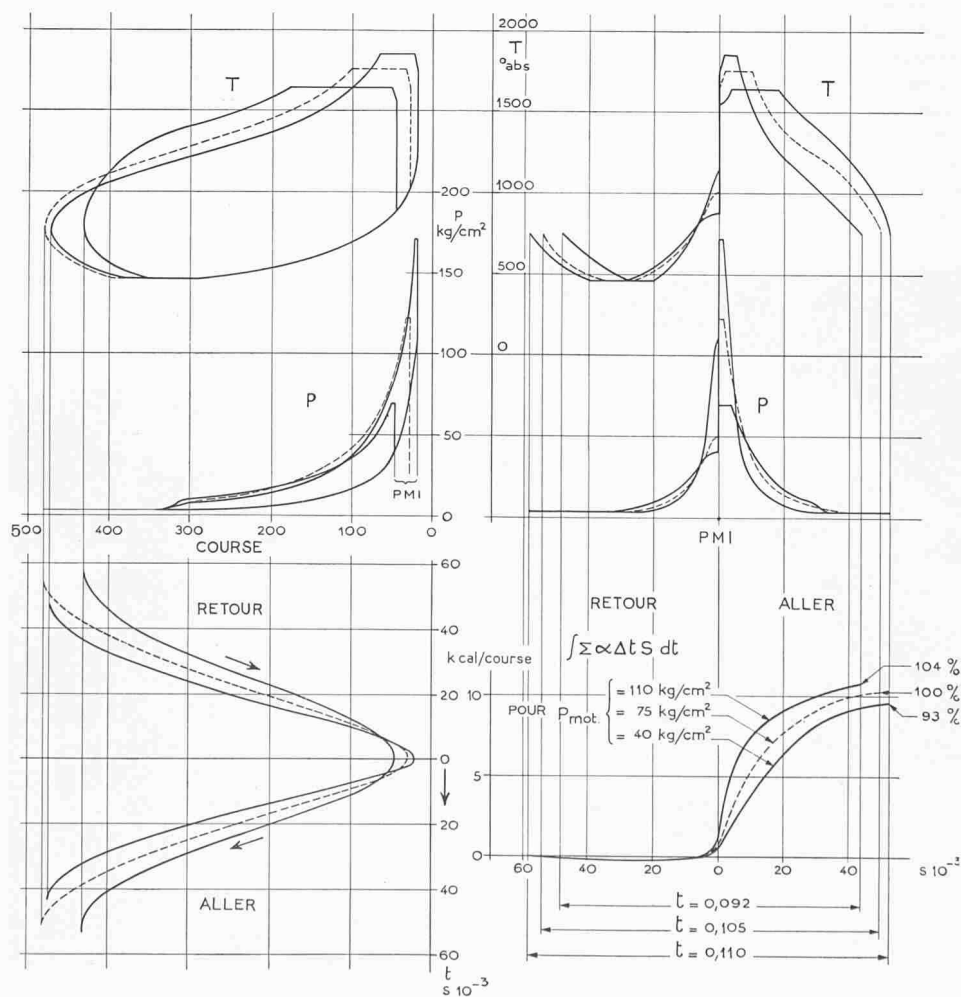 2000
T
°abs
T
T
1500
200
P
kg/cm²
1000
150
500
100
0
P
P
50
PMI
0
500
400
300
200
100
0
COURSE
PMI
60
RETOUR
RETOUR
ALLER
40
k cal/course
∫ Σ α Δt S dt
104 %
20
10
POUR Pmot.
= 110 kg/cm²
= 75 kg/cm²
= 40 kg/cm²
100 %
93 %
0
5
20
0
60
40
20
0
20
40
s 10⁻³
40
ALLER
t = 0,092
t = 0,105
60
t = 0,110
t
s 10⁻³